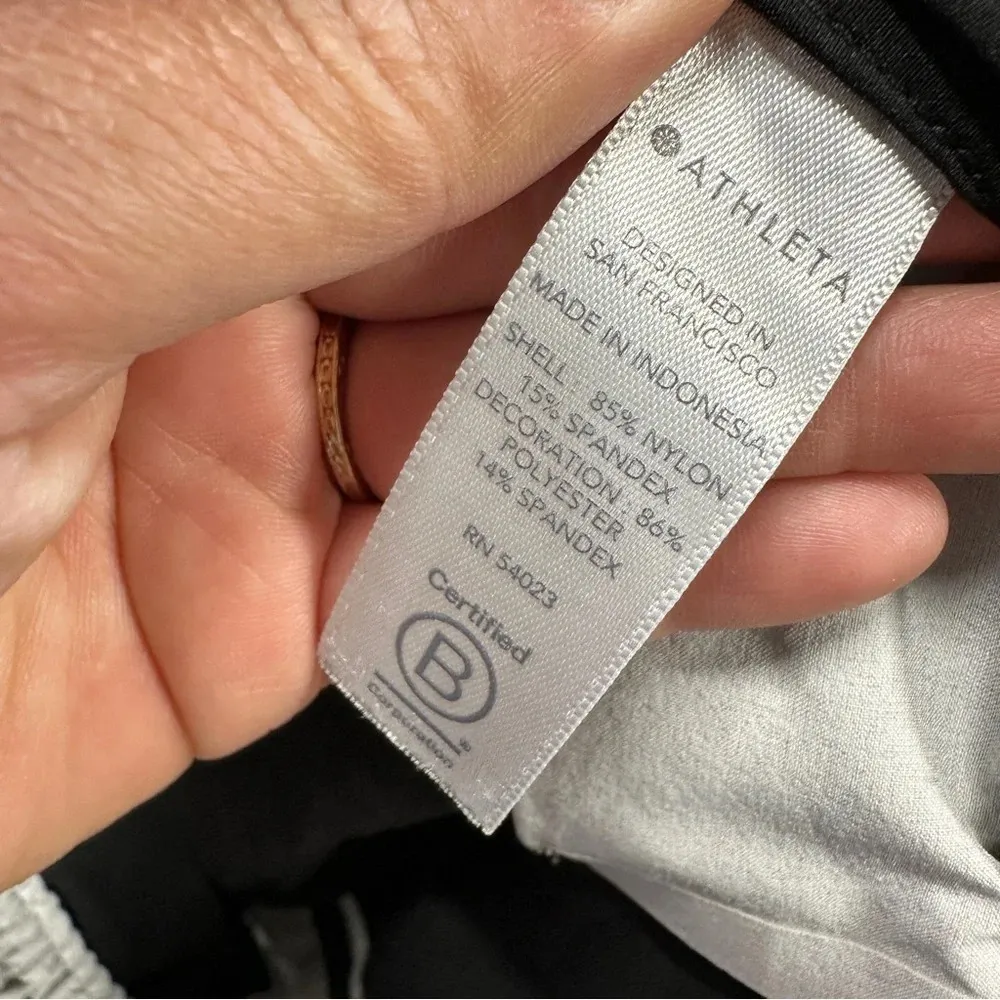 ATHLETA
DESIGNED IN
SAN FRANCISCO
MADE IN INDONESIA
SHELL : 85% NYLON
15% SPANDEX
DECORATION : 86%
POLYESTER
14% SPANDEX
RN 54023
Certified
B
Corporation